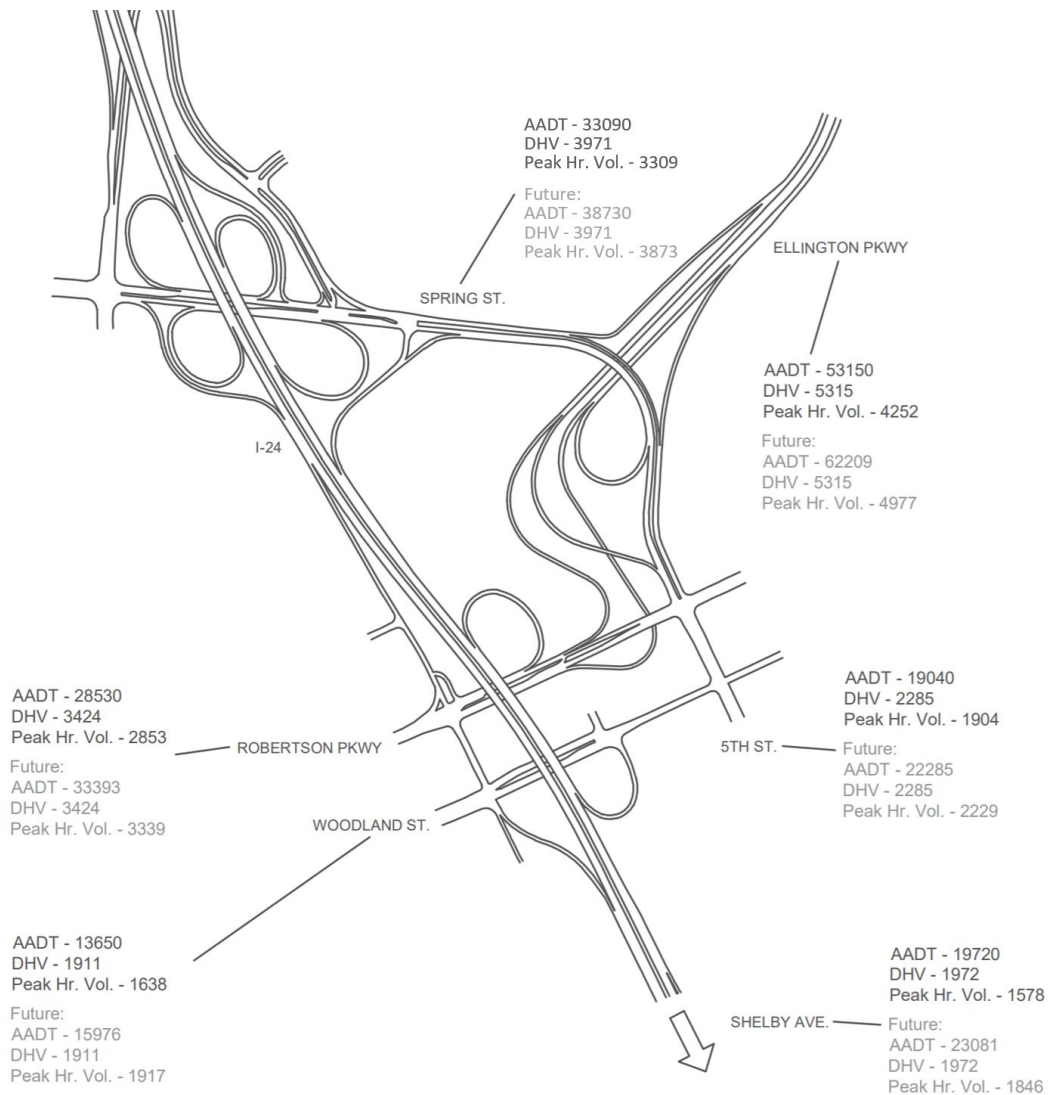 AADT - 33090
DHV - 3971
Peak Hr. Vol. - 3309
Future:
AADT - 38730
DHV - 3971
Peak Hr. Vol. - 3873
ELLINGTON PKWY
SPRING ST.
AADT - 53150
DHV - 5315
Peak Hr. Vol. - 4252
Future:
AADT - 62209
DHV - 5315
Peak Hr. Vol. - 4977
I-24
AADT - 28530
DHV - 3424
Peak Hr. Vol. - 2853
Future:
AADT - 33393
DHV - 3424
Peak Hr. Vol. - 3339
ROBERTSON PKWY
AADT - 19040
DHV - 2285
Peak Hr. Vol. - 1904
Future:
AADT - 22285
DHV - 2285
Peak Hr. Vol. - 2229
5TH ST.
WOODLAND ST.
AADT - 13650
DHV - 1911
Peak Hr. Vol. - 1638
Future:
AADT - 15976
DHV - 1911
Peak Hr. Vol. - 1917
AADT - 19720
DHV - 1972
Peak Hr. Vol. - 1578
SHELBY AVE.
Future:
AADT - 23081
DHV - 1972
Peak Hr. Vol. - 1846